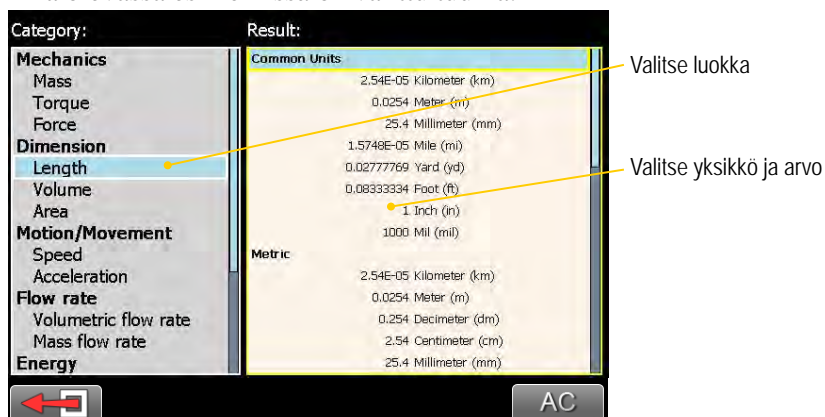 Category:
Mechanics
Mass
Torque
Force
Dimension
Length
Volume
Area
Motion/Movement
Speed
Acceleration
Flow rate
Volumetric flow rate
Mass flow rate
Energy
Result:
Common Units
2.54E-05 Kilometer (km)
0.0254 Meter (m)
25.4 Millimeter (mm)
1.5748E-05 Mile (mi)
0.02777769 Yard (yd)
0.08333334 Foot (ft)
1 Inch (in)
1000 Mil (mil)
Metric
2.54E-05 Kilometer (km)
0.0254 Meter (m)
0.254 Decimeter (dm)
2.54 Centimeter (cm)
25.4 Millimeter (mm)
AC
Valitse luokka
Valitse yksikkö ja arvo